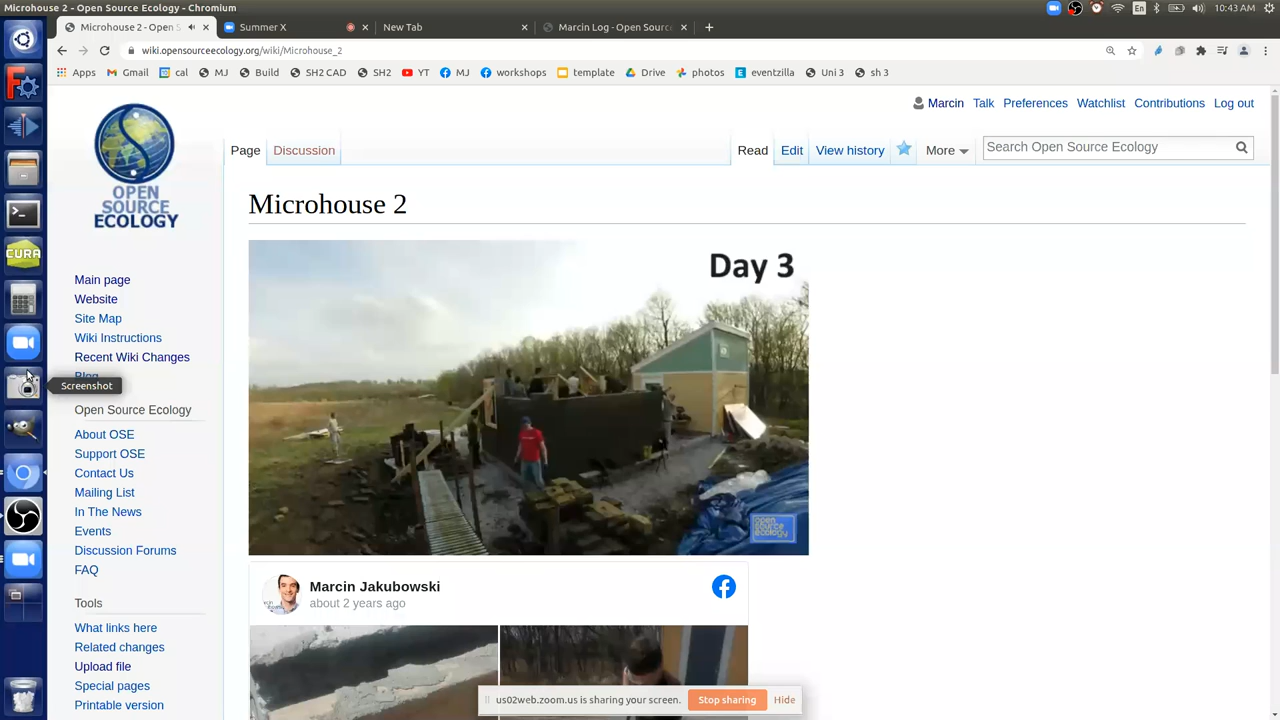 Microhouse 2 - Open Source Ecology - Chromium
En
10:43 AM
Microhouse 2 - Open S
Summer X
New Tab
Marcin Log - Open Sourc
wiki.opensourceecology.org/wiki/Microhouse_2
Apps Gmail cal MJ Build SH2 CAD SH2 YT MJ workshops template Drive photos eventzilla Uni 3 sh 3
Marcin Talk Preferences Watchlist Contributions Log out
Page Discussion Read Edit View history More Search Open Source Ecology
OPEN
SOURCE
ECOLOGY
Microhouse 2
Day 3
open
source
ecology
CURA
Screenshot
Main page
Website
Site Map
Wiki Instructions
Recent Wiki Changes
Blog
Open Source Ecology
About OSE
Support OSE
Contact Us
Mailing List
In The News
Events
Discussion Forums
FAQ
Tools
What links here
Related changes
Upload file
Special pages
Printable version
Marcin Jakubowski
about 2 years ago
us02web.zoom.us is sharing your screen. Stop sharing Hide